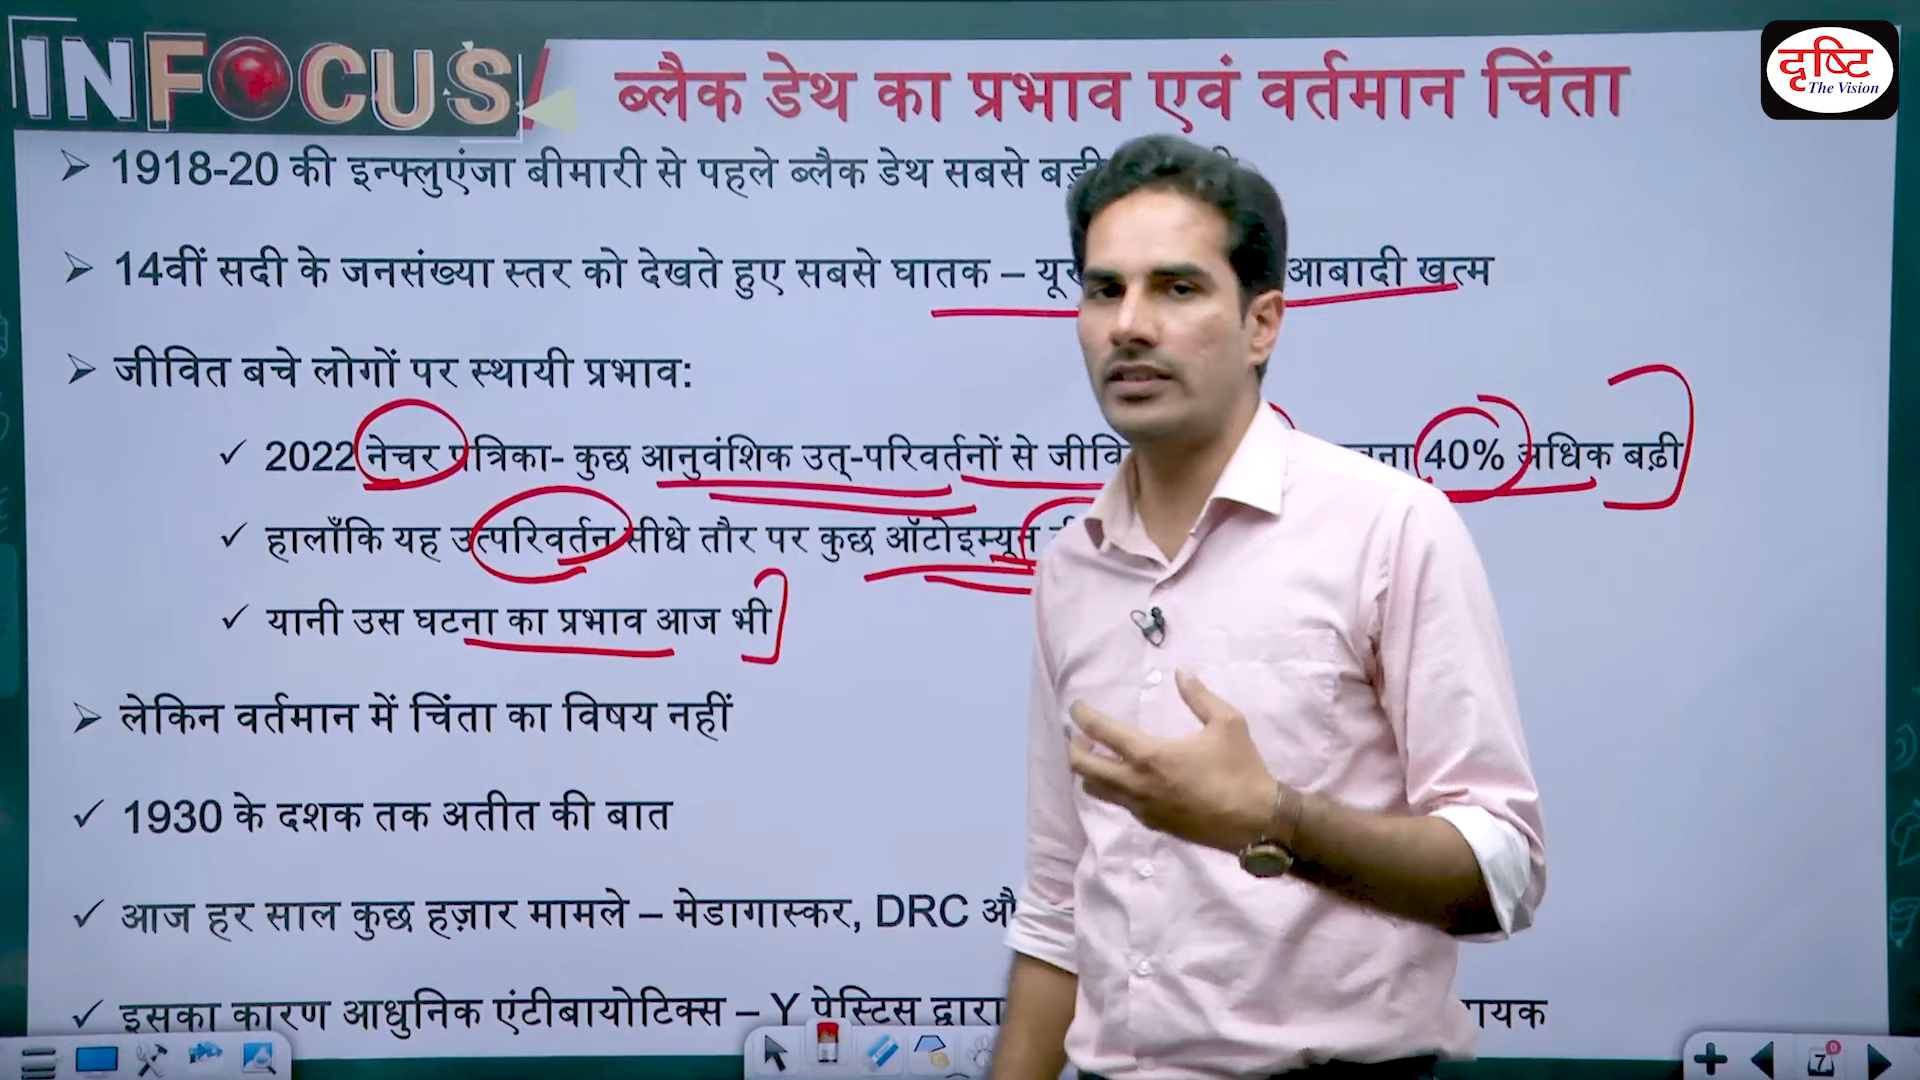 INFOCUS
ब्लैक डेथ का प्रभाव एवं वर्तमान चिंता
दृष्टि
The Vision
➢ 1918-20 की इन्फ्लुएंजा बीमारी से पहले ब्लैक डेथ सबसे
➢ 14वीं सदी के जनसंख्या स्तर को देखते हुए सबसे घातक – आबादी खत्म
➢ जीवित बचे लोगों पर स्थायी प्रभाव:
✓ 2022 नेचर पत्रिका- कुछ आनुवंशिक उत्-परिवर्तनों से 40% अधिक बढ़ी
✓ हालाँकि यह उत्परिवर्तन सीधे तौर पर कुछ ऑटोइम्यून
✓ यानी उस घटना का प्रभाव आज भी
➢ लेकिन वर्तमान में चिंता का विषय नहीं
✓ 1930 के दशक तक अतीत की बात
✓ आज हर साल कुछ हज़ार मामले – मेडागास्कर, DRC
✓ इसका कारण आधुनिक एंटीबायोटिक्स – Y पेस्टिस द्वारा
7
0